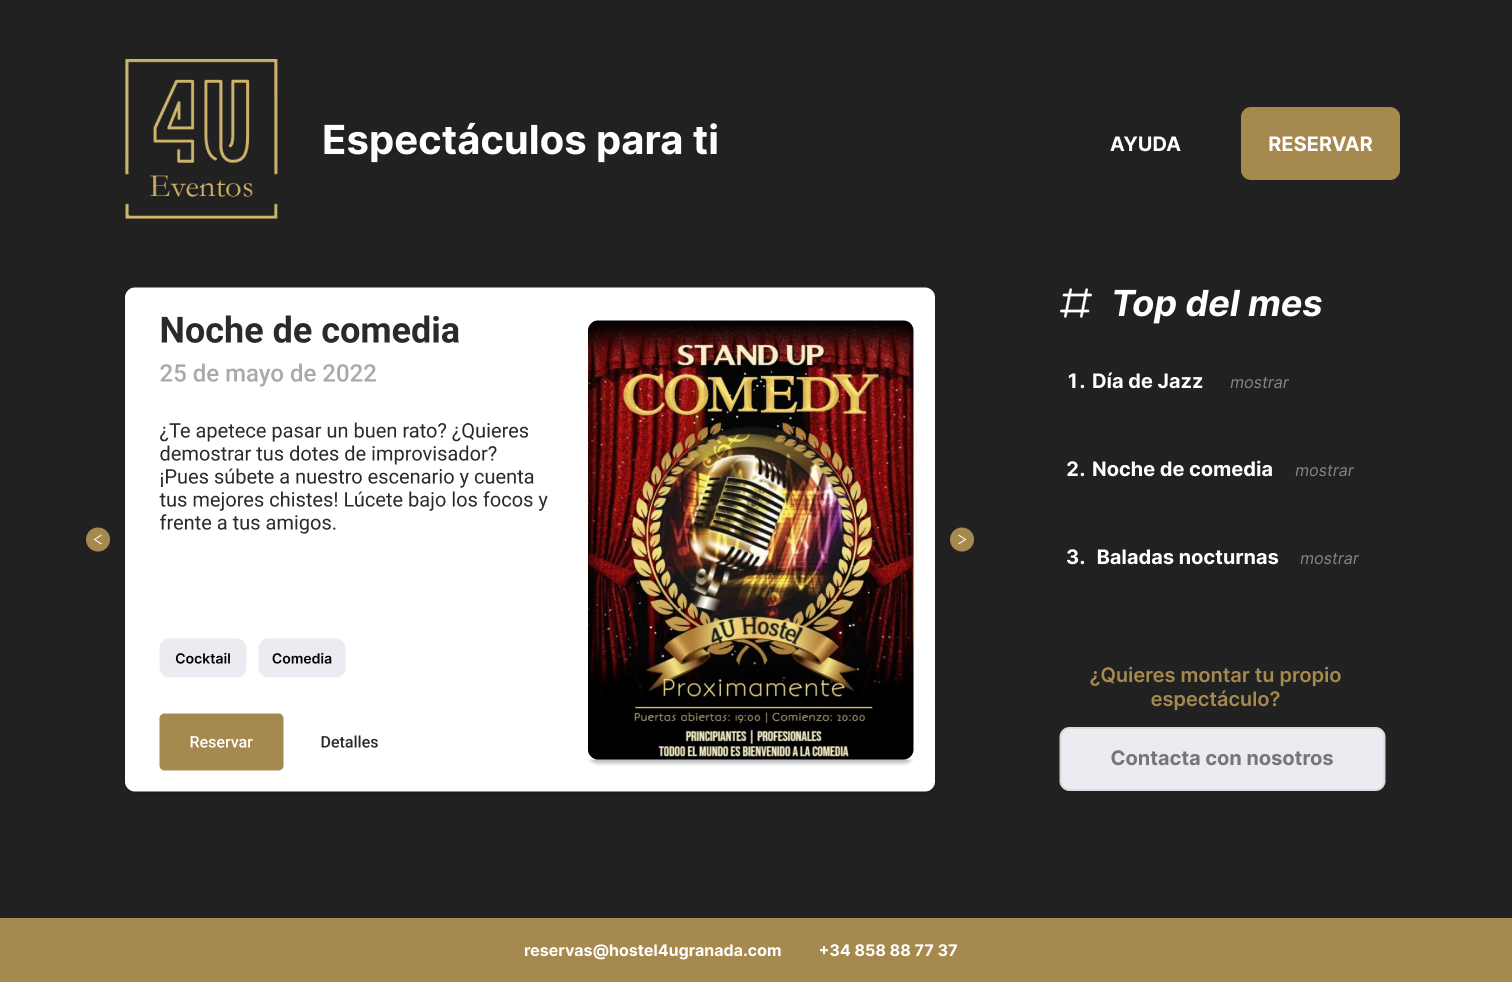 4U
Eventos
Espectáculos para ti
AYUDA
RESERVAR
Noche de comedia
25 de mayo de 2022
¿Te apetece pasar un buen rato? ¿Quieres
demostrar tus dotes de improvisador?
¡Pues súbete a nuestro escenario y cuenta
tus mejores chistes! Lúcete bajo los focos y
frente a tus amigos.
Cocktail
Comedia
Reservar
Detalles
STAND UP
COMEDY
4U Hostel
Proximamente
Puertas abiertas: 19:00 | Comienzo: 20:00
PRINCIPIANTES | PROFESIONALES
TODOO EL MUNDO ES BIENVENIDO A LA COMEDIA
<
>
# Top del mes
1. Día de Jazz mostrar
2. Noche de comedia mostrar
3. Baladas nocturnas mostrar
¿Quieres montar tu propio
espectáculo?
Contacta con nosotros
reservas@hostel4ugranada.com +34 858 88 77 37